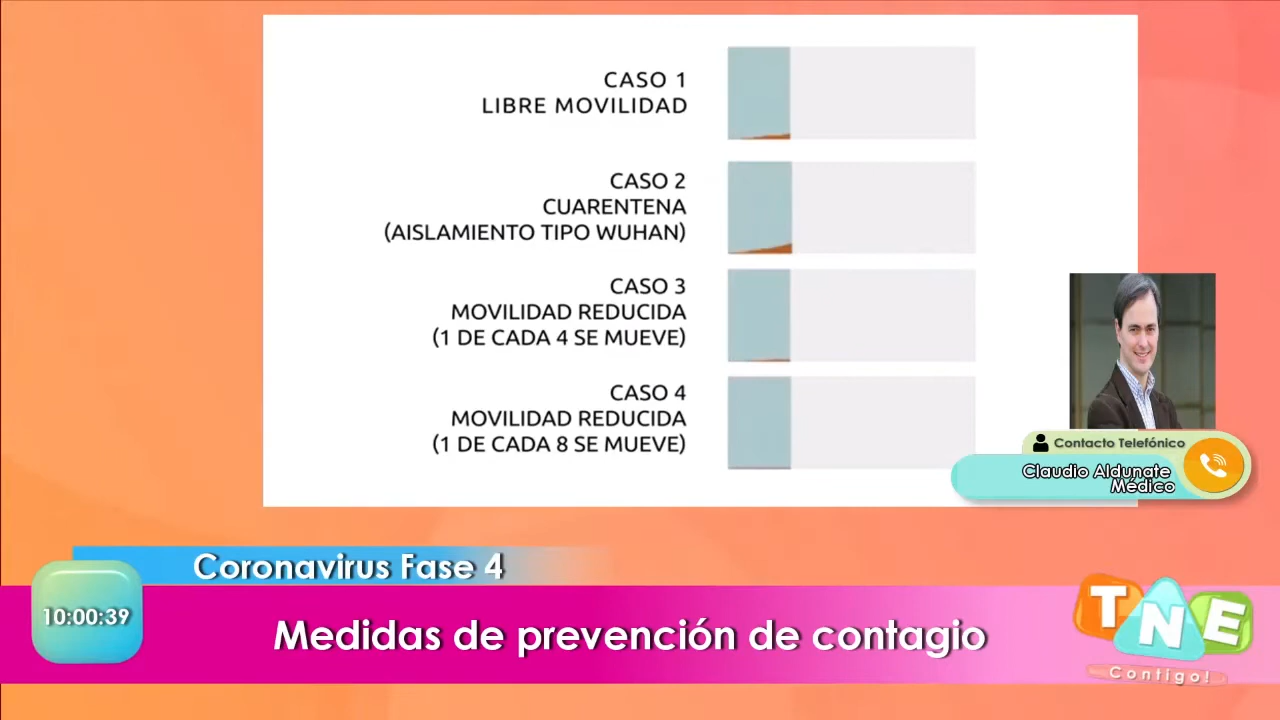 CASO 1
LIBRE MOVILIDAD
CASO 2
CUARENTENA
(AISLAMIENTO TIPO WUHAN)
CASO 3
MOVILIDAD REDUCIDA
(1 DE CADA 4 SE MUEVE)
CASO 4
MOVILIDAD REDUCIDA
(1 DE CADA 8 SE MUEVE)
Contacto Telefónico
Claudio Aldunate
Médico
Coronavirus Fase 4
10:00:39
Medidas de prevención de contagio
TNE
Contigo!